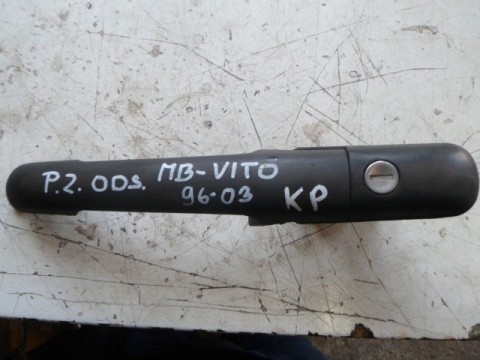 P.Z. ODS. MB-VITO
96-03 KP